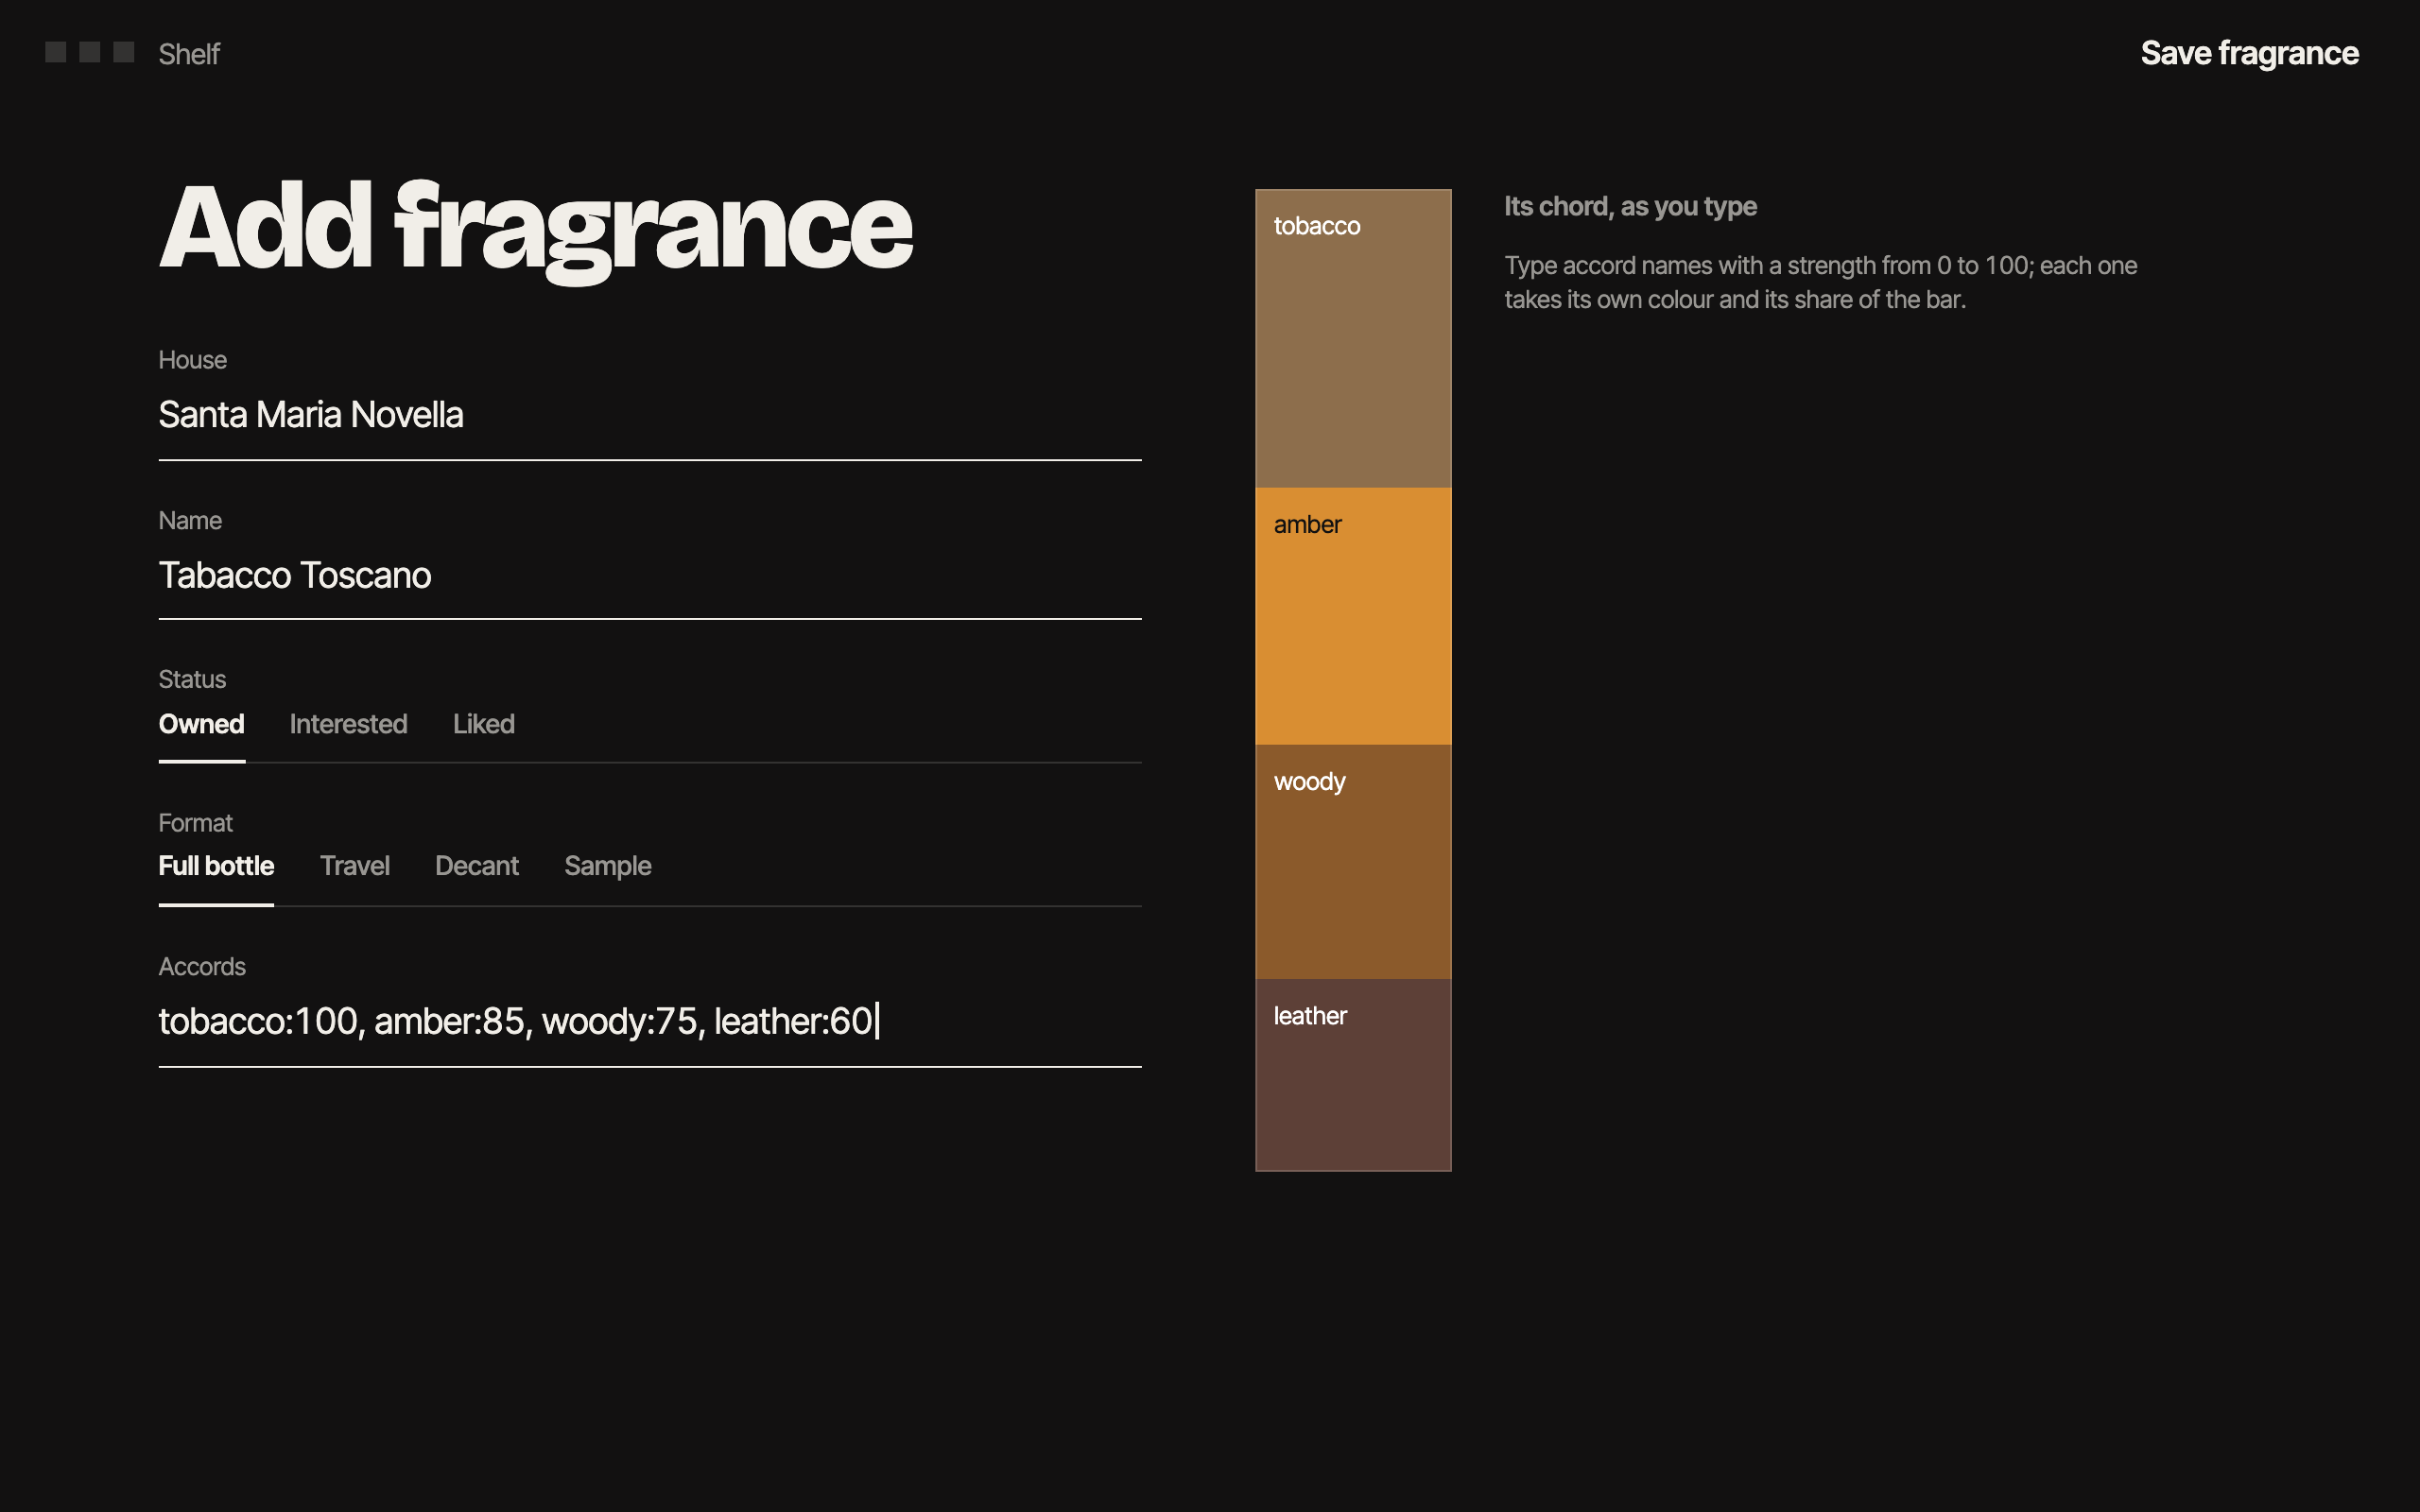 Shelf
Save fragrance
Add fragrance
House
Santa Maria Novella
Name
Tabacco Toscano
Status
Owned Interested Liked
Format
Full bottle Travel Decant Sample
Accords
tobacco:100, amber:85, woody:75, leather:60
tobacco
amber
woody
leather
Its chord, as you type
Type accord names with a strength from 0 to 100; each one
takes its own colour and its share of the bar.